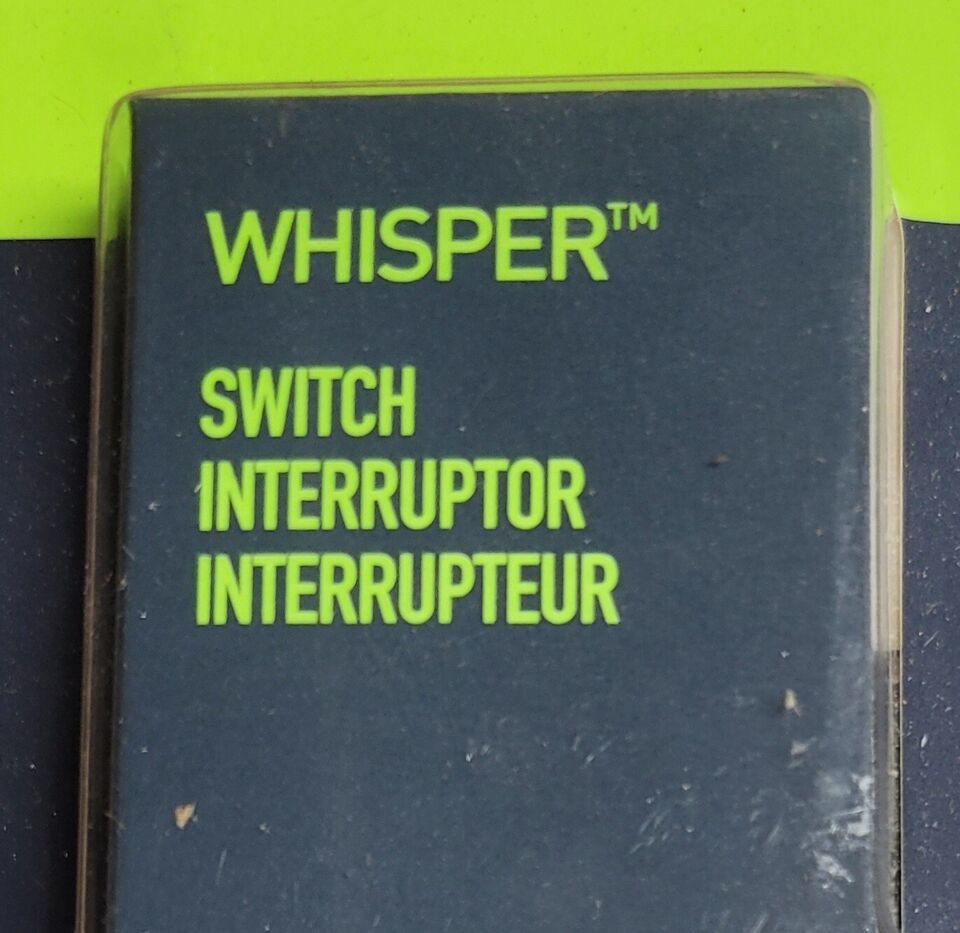 WHISPER™
SWITCH
INTERRUPTOR
INTERRUPTEUR